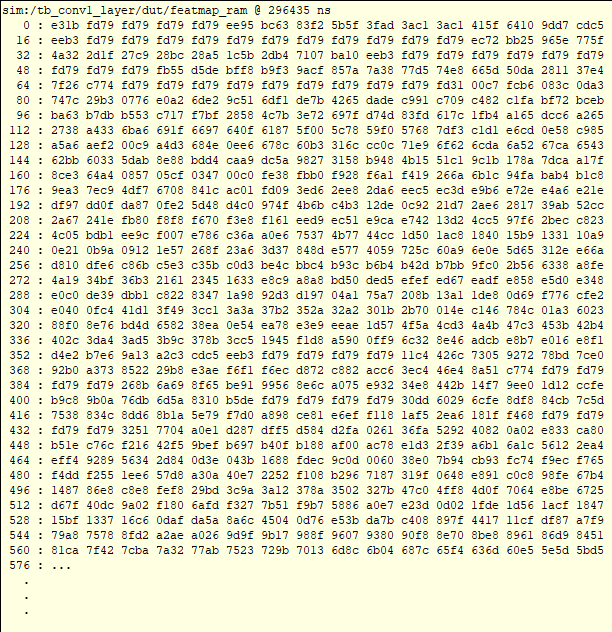 sim:/tb_conv1_layer/dut/featmap_ram @ 296435 ns
0 : e31b fd79 fd79 fd79 fd79 ee95 bc63 83f2 5b5f 3fad 3ac1 3ac1 415f 6410 9dd7 cdc5
16 : eeb3 fd79 fd79 fd79 fd79 fd79 fd79 fd79 fd79 fd79 fd79 fd79 ec72 bb25 965e 775f
32 : 4a32 2d1f 27c9 28bc 28a5 1c5b 2db4 7107 ba10 eeb3 fd79 fd79 fd79 fd79 fd79 fd79
48 : fd79 fd79 fd79 fd79 fb55 d5de bff8 b9f3 9acf 857a 7a38 77d5 74e8 665d 50da 2811 37e4
64 : 7f26 c774 fd79 fd79 fd79 fd79 fd79 fd79 fd79 fd79 fd79 fd31 00c7 fcb6 083c 0da3
80 : 747c 29b3 0776 e0a2 6de2 9c51 6df1 de7b 4265 dade c991 c709 c482 c1fa bf72 bceb
96 : ba63 b7db b553 c717 f7bf 2858 4c7b 3e72 697f d74d 83fd 617c 1fb4 a165 dcc6 a265
112 : 2738 a433 6ba6 691f 6697 640f 6187 5f00 5c78 59f0 5768 7df3 c1d1 e6cd 0e58 c985
128 : a5a6 aef2 00c9 a4d3 684e 0ee6 678c 60b3 316c cc0c 71e9 6f62 6cda 6a52 67ca 6543
144 : 62bb 6033 5dab 8e88 bdd4 caa9 dc5a 9827 3158 b948 4b15 51c1 9c1b 178a 7dca a17f
160 : 8ce3 64a4 0857 05cf 0347 00c0 fe38 fbb0 f928 f6a1 f419 266a 6b1c 94fa bab4 b1c8
176 : 9ea3 7ec9 4df7 6708 841c ac01 fd09 3ed6 2ee8 2da6 eec5 ec3d e9b6 e72e e4a6 e21e
192 : df97 dd0f da87 0fe2 5d48 d4c0 974f 4b6b c4b3 12de 0c92 21d7 2ae6 2817 39ab 52cc
208 : 2a67 241e fb80 f8f8 f670 f3e8 f161 eed9 ec51 e9ca e742 13d2 4cc5 97f6 2bec c823
224 : 4c05 bdb1 ee9c f007 e786 c36a a0e6 7537 4b77 44cc 1d50 1ac8 1840 15b9 1331 10a9
240 : 0e21 0b9a 0912 1e57 268f 23a6 3d37 848d e577 4059 725c 60a9 6e0e 5d65 312e e66a
256 : d810 dfe6 c86b c5e3 c35b c0d3 be4c bbc4 b93c b6b4 b42d b7bb 9fc0 2b56 6338 a8fe
272 : 4a19 34bf 36b3 2161 2345 1633 e8c9 a8a8 bd50 ded5 efef ed67 eadf e858 e5d0 e348
288 : e0c0 de39 dbb1 c822 8347 1a98 92d3 d197 04a1 75a7 208b 13a1 1de8 0d69 f776 cfe2
304 : e040 0fc4 41d1 3f49 3cc1 3a3a 37b2 352a 32a2 301b 2b70 014e c146 784c 01a3 6023
320 : 88f0 8e76 bd4d 6582 38ea 0e54 ea78 e3e9 eeae 1d57 4f5a 4cd3 4a4b 47c3 453b 42b4
336 : 402c 3da4 3ad5 3b9c 378b 3cc5 1945 f1d8 a590 0ff9 6c32 8e46 adcb e8b7 e016 e8f1
352 : d4e2 b7e6 9a13 a2c3 cdc5 eeb3 fd79 fd79 fd79 fd79 11c4 426c 7305 9272 78bd 7ce0
368 : 92b0 a373 8522 29b8 e3ae f6f1 f6ec d872 c882 acc6 3ec4 46e4 8a51 c774 fd79 fd79
384 : fd79 fd79 268b 6a69 8f65 be91 9956 8e6c a075 e932 34e8 442b 14f7 9ee0 1d12 ccfe
400 : b9c8 9b0a 76db 6d5a 8310 b5de fd79 fd79 fd79 fd79 30dd 6029 6cfe 8df8 84cb 7c5d
416 : 7538 834c 8dd6 8b1a 5e79 f7d0 a898 ce81 e6ef f118 1af5 2ea6 181f f468 fd79 fd79
432 : fd79 fd79 3251 7704 a0e1 d287 dff5 d584 d2fa 0261 36fa 5292 4082 0a02 e833 ca80
448 : b51e c76c f216 42f5 9bef b697 b40f b188 af00 ac78 e1d3 2f39 a6b1 6a1c 5612 2ea4
464 : eff4 9289 5634 2d84 0d3e 043b 1688 fdec 9c0d 0060 38e0 7b94 cb93 fc74 f9ec f765
480 : f4dd f255 1ee6 57d8 a30a 40e7 2252 f108 b296 7187 319f 0648 e891 c0c8 98fe 67b4
496 : 1487 86e8 c8e8 fef8 29bd 3c9a 3a12 378a 3502 327b 47c0 4ff8 4d0f 7064 e8be 6725
512 : d67f 40dc 9a02 f180 6afd f327 7b51 f9b7 5886 a0e7 e23d 0d02 1fde 1d56 1acf 1847
528 : 15bf 1337 16c6 0daf da5a 8a6c 4504 0d76 e53b da7b c408 897f 4417 11cf df87 a7f9
544 : 79a8 7578 8fd2 a2ae a026 9d9f 9b17 988f 9607 9380 90f8 8e70 8be8 8961 86d9 8451
560 : 81ca 7f42 7cba 7a32 77ab 7523 729b 7013 6d8c 6b04 687c 65f4 636d 60e5 5e5d 5bd5
576 : ...
.
.
.